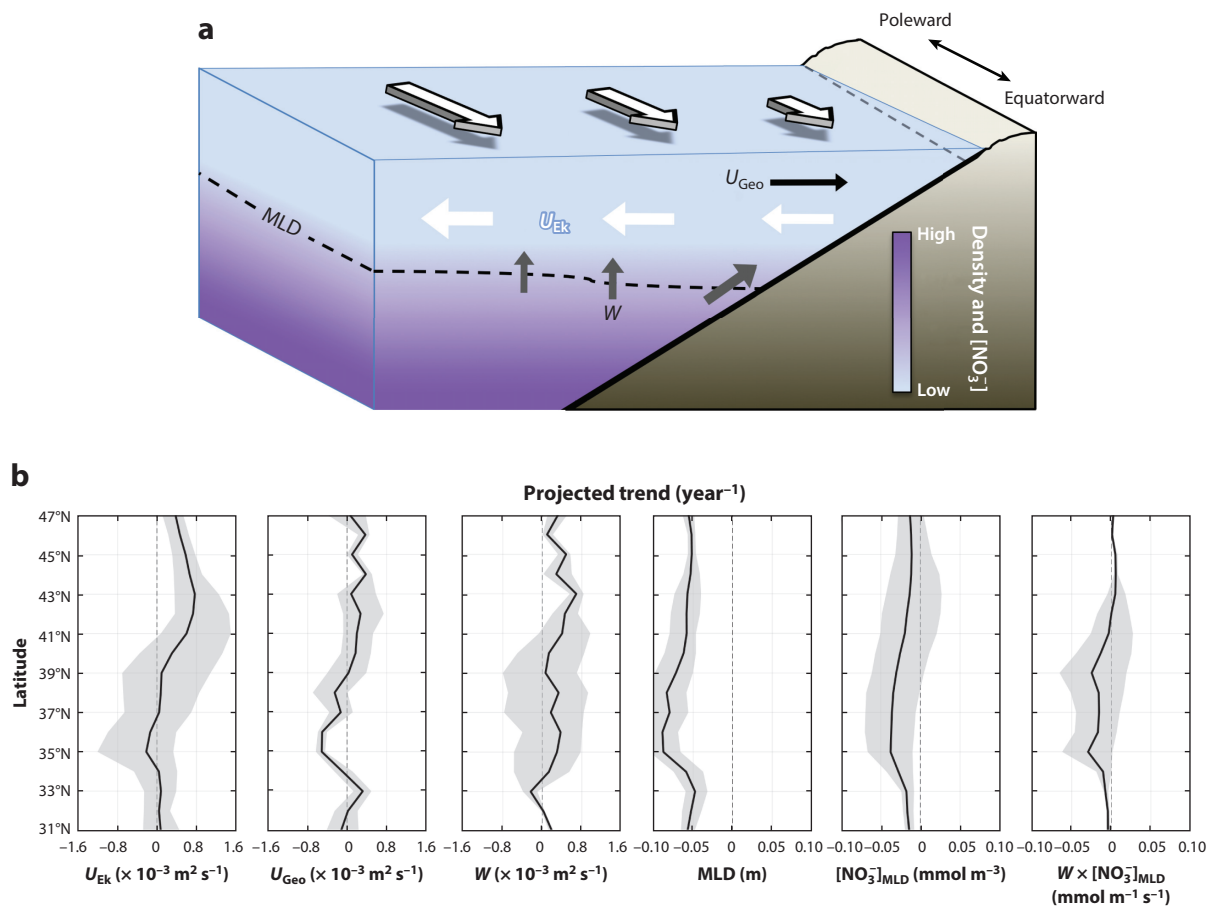 a
Poleward
Equatorward
U_Geo
U_Ek
MLD
W
High
Low
Density and [NO₃⁻]
b
Projected trend (year⁻¹)
Latitude
47°N
45°N
43°N
41°N
39°N
37°N
35°N
33°N
31°N
−1.6 −0.8 0 0.8 1.6
U_Ek (× 10⁻³ m² s⁻¹)
−1.6 −0.8 0 0.8 1.6
U_Geo (× 10⁻³ m² s⁻¹)
−1.6 −0.8 0 0.8 1.6
W (× 10⁻³ m² s⁻¹)
−0.10 −0.05 0 0.05 0.10
MLD (m)
−0.10 −0.05 0 0.05 0.10
[NO₃⁻]_MLD (mmol m⁻³)
−0.10 −0.05 0 0.05 0.10
W × [NO₃⁻]_MLD
(mmol m⁻¹ s⁻¹)